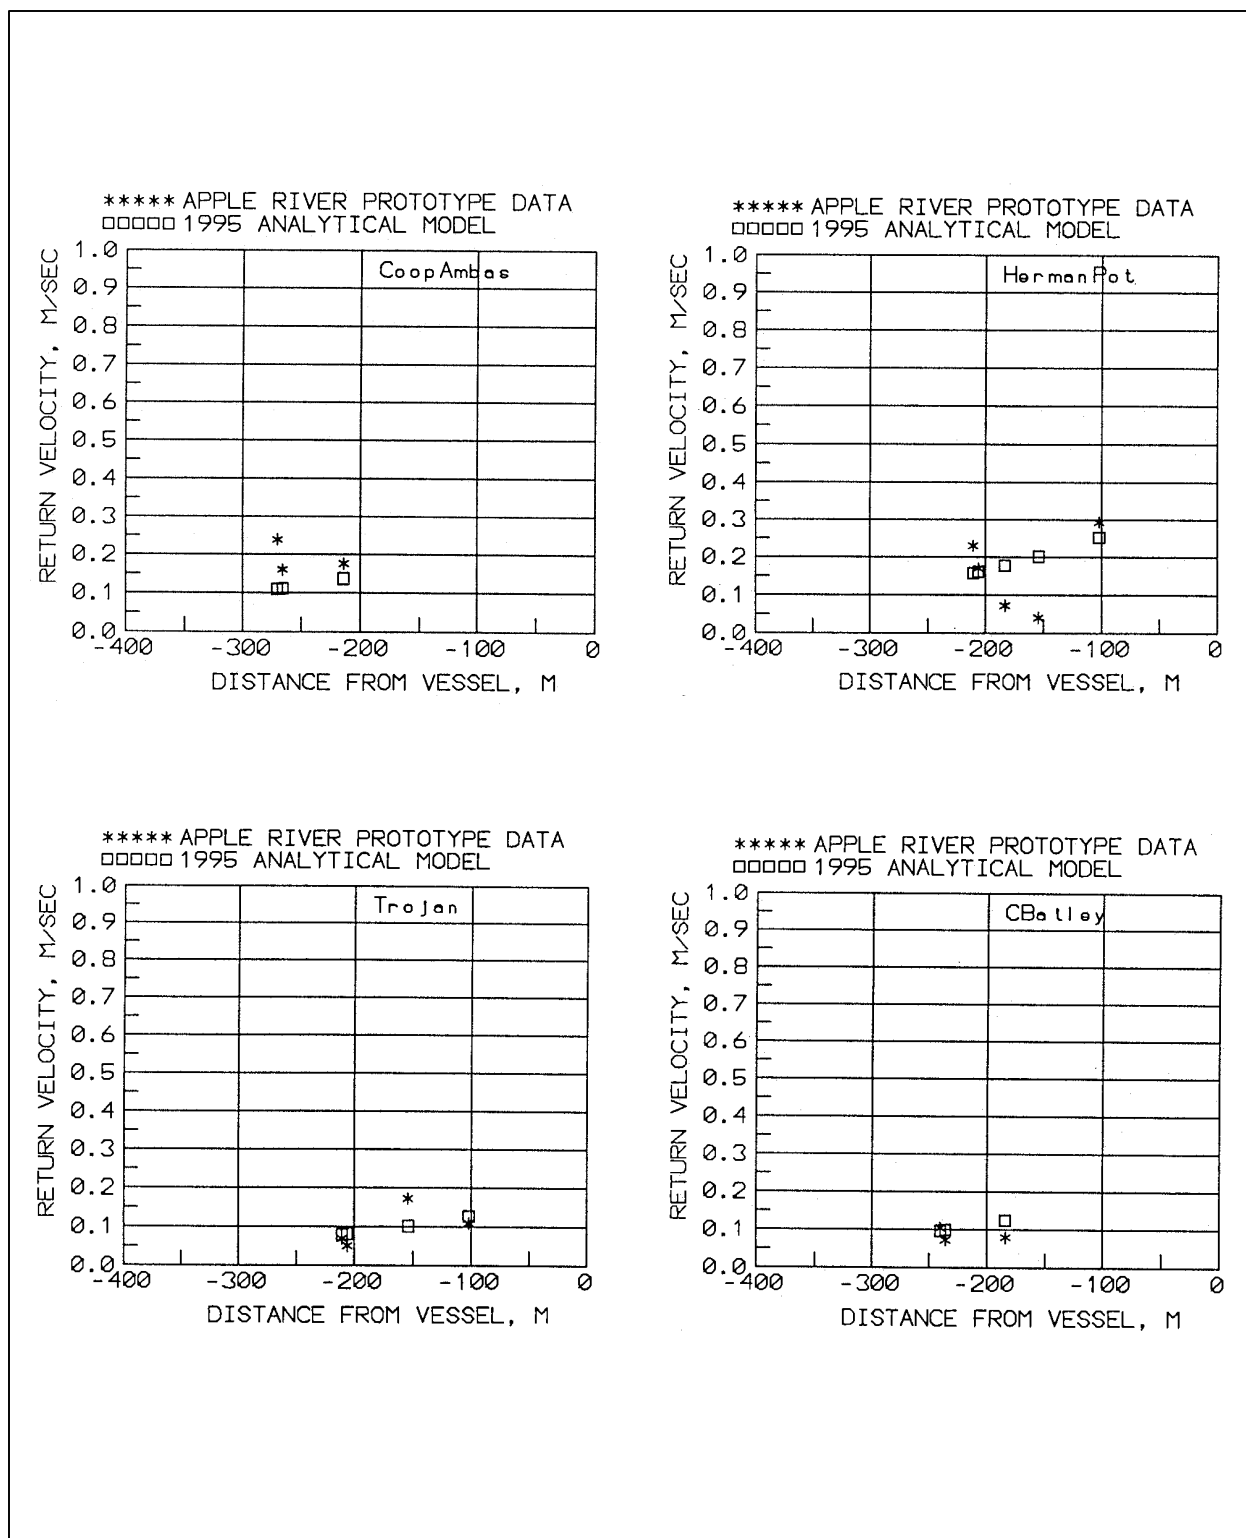 ***** APPLE RIVER PROTOTYPE DATA
□□□□□ 1995 ANALYTICAL MODEL
CoopAmbas
RETURN VELOCITY, M/SEC
1.0
0.9
0.8
0.7
0.6
0.5
0.4
0.3
0.2
0.1
0.0
-400 -300 -200 -100 0
DISTANCE FROM VESSEL, M
***** APPLE RIVER PROTOTYPE DATA
□□□□□ 1995 ANALYTICAL MODEL
HermanPot
RETURN VELOCITY, M/SEC
1.0
0.9
0.8
0.7
0.6
0.5
0.4
0.3
0.2
0.1
0.0
-400 -300 -200 -100 0
DISTANCE FROM VESSEL, M
***** APPLE RIVER PROTOTYPE DATA
□□□□□ 1995 ANALYTICAL MODEL
Trojan
RETURN VELOCITY, M/SEC
1.0
0.9
0.8
0.7
0.6
0.5
0.4
0.3
0.2
0.1
0.0
-400 -300 -200 -100 0
DISTANCE FROM VESSEL, M
***** APPLE RIVER PROTOTYPE DATA
□□□□□ 1995 ANALYTICAL MODEL
CBatley
RETURN VELOCITY, M/SEC
1.0
0.9
0.8
0.7
0.6
0.5
0.4
0.3
0.2
0.1
0.0
-400 -300 -200 -100 0
DISTANCE FROM VESSEL, M